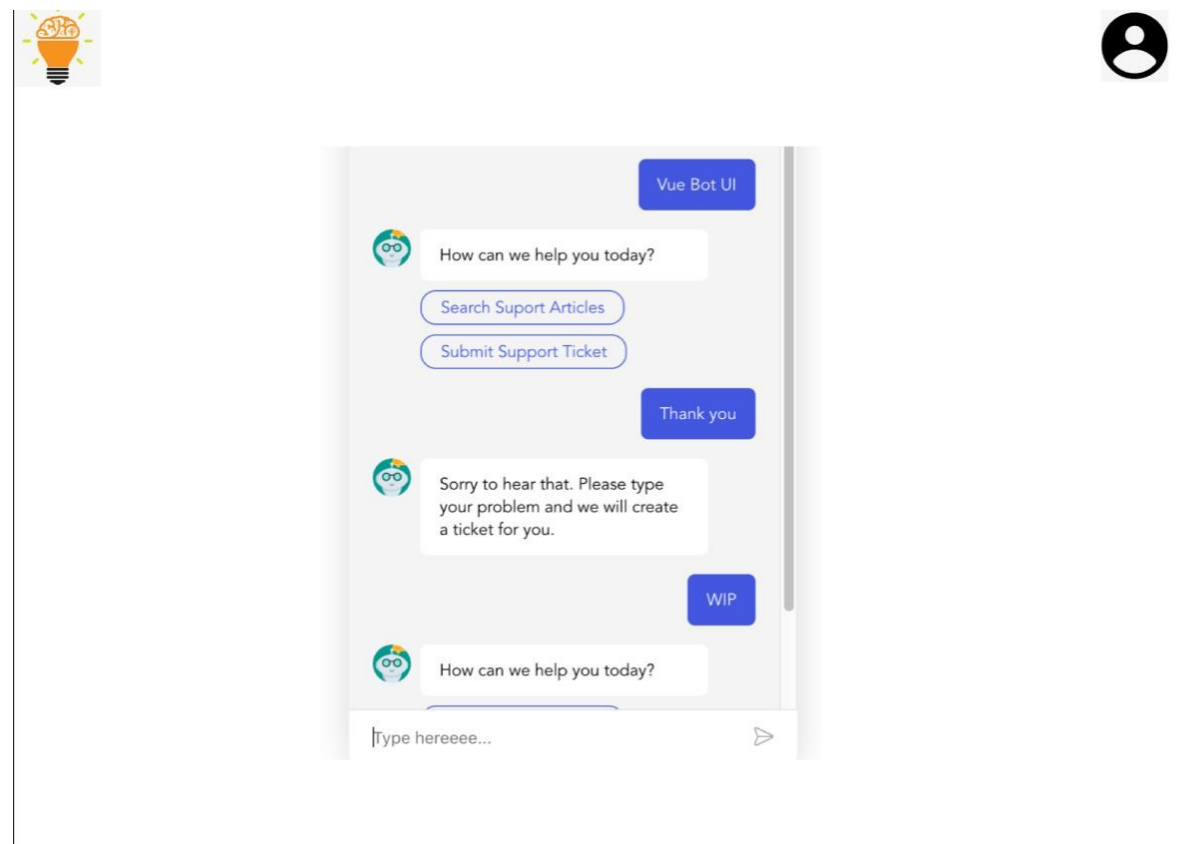 Vue Bot UI
How can we help you today?
Search Suport Articles
Submit Support Ticket
Thank you
Sorry to hear that. Please type
your problem and we will create
a ticket for you.
WIP
How can we help you today?
Type hereeee...